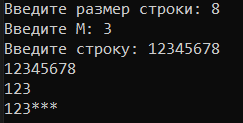 Введите размер строки: 8
Введите M: 3
Введите строку: 12345678
12345678
123
123***